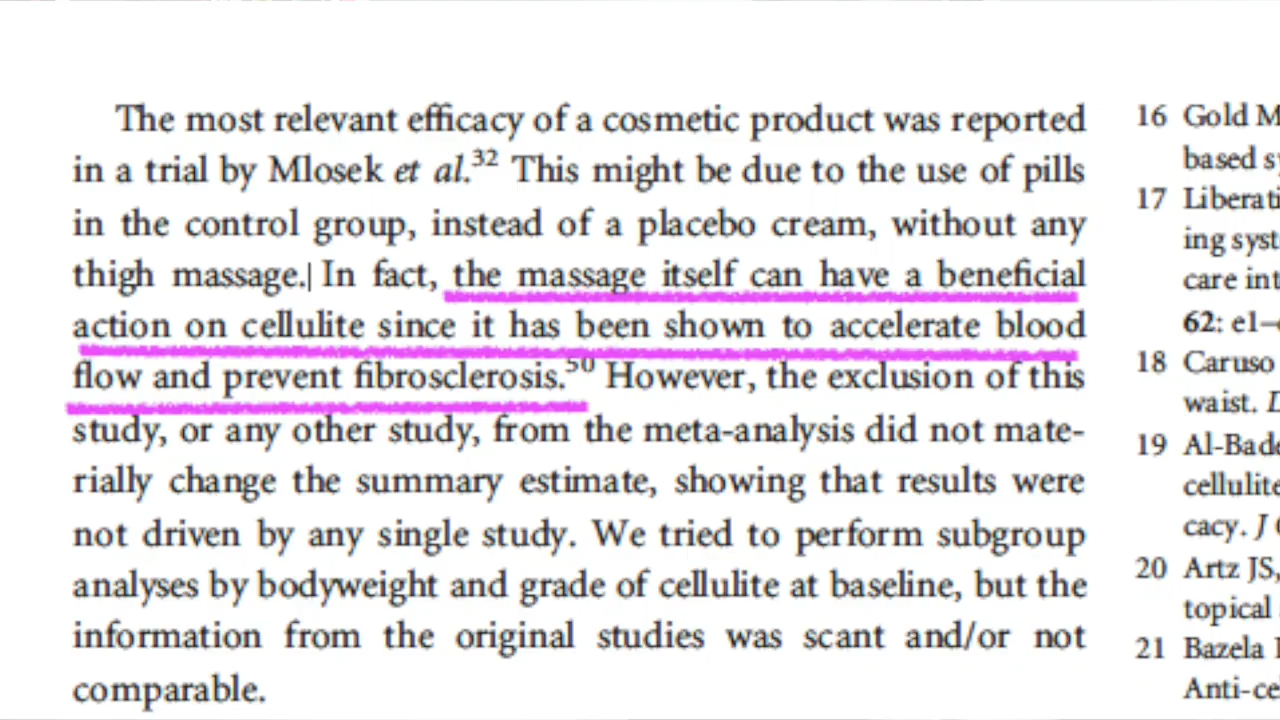 The most relevant efficacy of a cosmetic product was reported
in a trial by Mlosek et al.32 This might be due to the use of pills
in the control group, instead of a placebo cream, without any
thigh massage.| In fact, the massage itself can have a beneficial
action on cellulite since it has been shown to accelerate blood
flow and prevent fibrosclerosis.50 However, the exclusion of this
study, or any other study, from the meta-analysis did not mate-
rially change the summary estimate, showing that results were
not driven by any single study. We tried to perform subgroup
analyses by bodyweight and grade of cellulite at baseline, but the
information from the original studies was scant and/or not
comparable.
16 Gold M
based
17 Liberati
ing syst
care int
62: e1–
18 Caruso
waist.
19 Al-Bade
cellulite
cacy. J
20 Artz JS,
topical
21 Bazela
Anti-ce